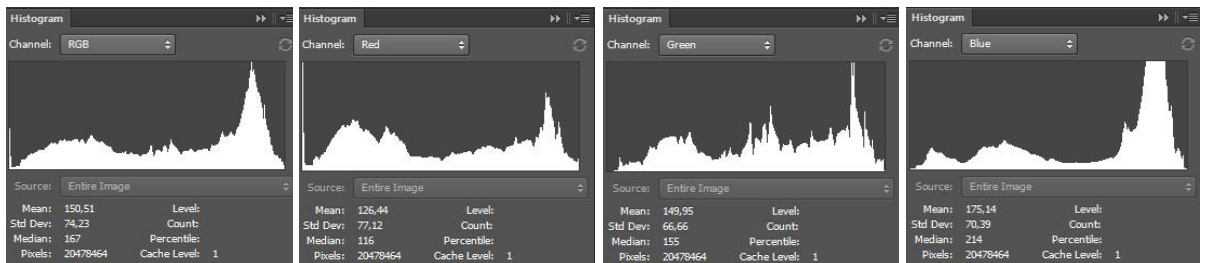 Histogram
Channel: RGB
Source: Entire Image
Mean: 150,51 Level:
Std Dev: 74,23 Count:
Median: 167 Percentile:
Pixels: 20478464 Cache Level: 1
Histogram
Channel: Red
Source: Entire Image
Mean: 126,44 Level:
Std Dev: 77,12 Count:
Median: 116 Percentile:
Pixels: 20478464 Cache Level: 1
Histogram
Channel: Green
Source: Entire Image
Mean: 149,95 Level:
Std Dev: 66,66 Count:
Median: 155 Percentile:
Pixels: 20478464 Cache Level: 1
Histogram
Channel: Blue
Source: Entire Image
Mean: 175,14 Level:
Std Dev: 70,39 Count:
Median: 214 Percentile:
Pixels: 20478464 Cache Level: 1